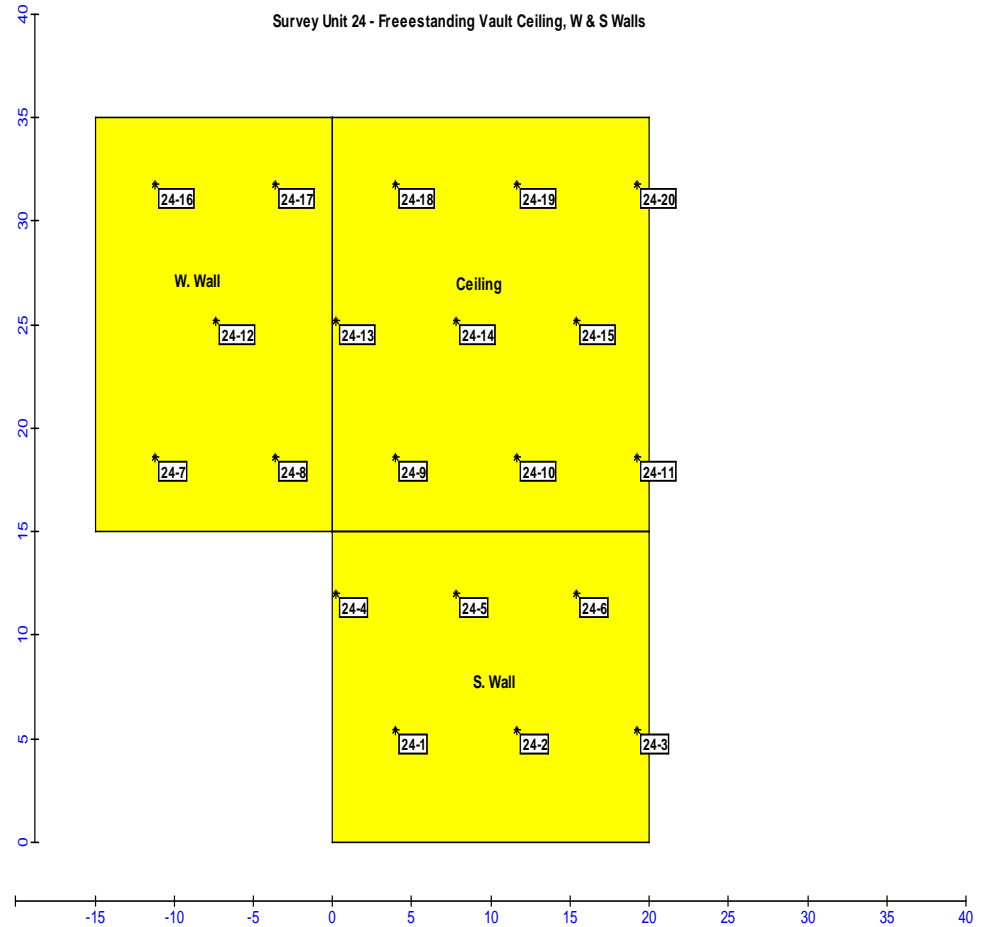 Survey Unit 24 - Freeestanding Vault Ceiling, W & S Walls
40
35
24-16 24-17 24-18 24-19 24-20
30
W. Wall Ceiling
25
24-12 24-13 24-14 24-15
20
24-7 24-8 24-9 24-10 24-11
15
24-4 24-5 24-6
10
S. Wall
5
24-1 24-2 24-3
0
-15 -10 -5 0 5 10 15 20 25 30 35 40